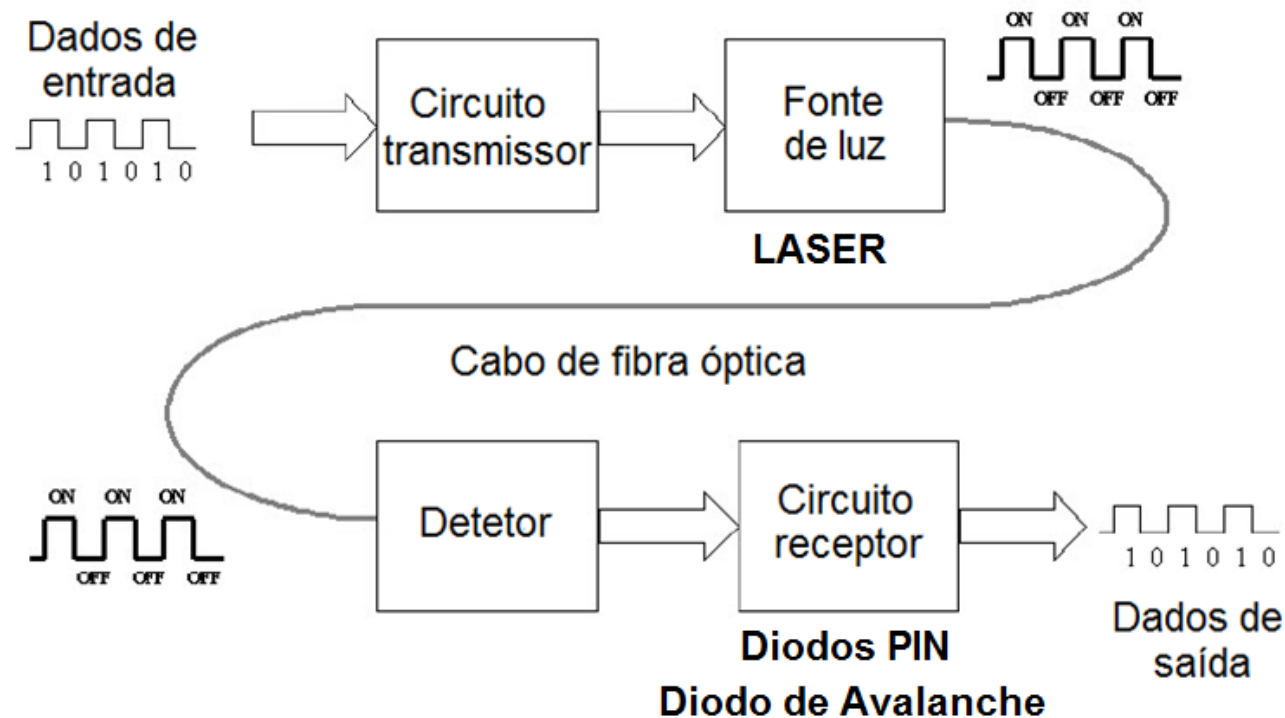 Dados de
entrada
1 0 1 0 1 0
Circuito
transmissor
Fonte
de luz
LASER
ON ON ON
OFF OFF OFF
Cabo de fibra óptica
ON ON ON
OFF OFF OFF
Detetor
Circuito
receptor
Diodos PIN
Diodo de Avalanche
1 0 1 0 1 0
Dados de
saída